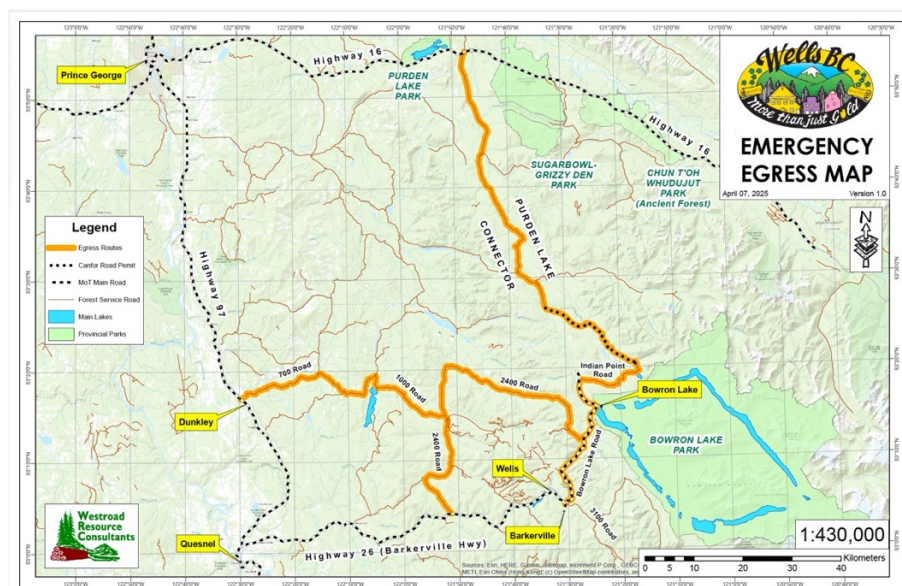 Wells BC
more than just Gold
EMERGENCY
EGRESS MAP
April 07, 2025 Version 1.0
N
Prince George
Highway 16
PURDEN
LAKE
PARK
Highway 16
SUGARBOWL-
GRIZZY DEN
PARK
CHUN T'OH
WHUDUJUT
PARK
(Ancient Forest)
Legend
Egress Routes
Canfor Road Permit
MoT Main Road
Forest Service Road
Main Lakes
Provincial Parks
Highway 97
PURDEN LAKE
CONNECTOR
Indian Point
Road
700 Road
1000 Road
2400 Road
Bowron Lake
Dunkley
2400 Road
BOWRON LAKE
PARK
Wells
Bowron Lake Road
3100 Road
Westroad
Resource
Consultants
Quesnel
Highway 26 (Barkerville Hwy)
Barkerville
1:430,000
0 5 10 20 30 40
Kilometers